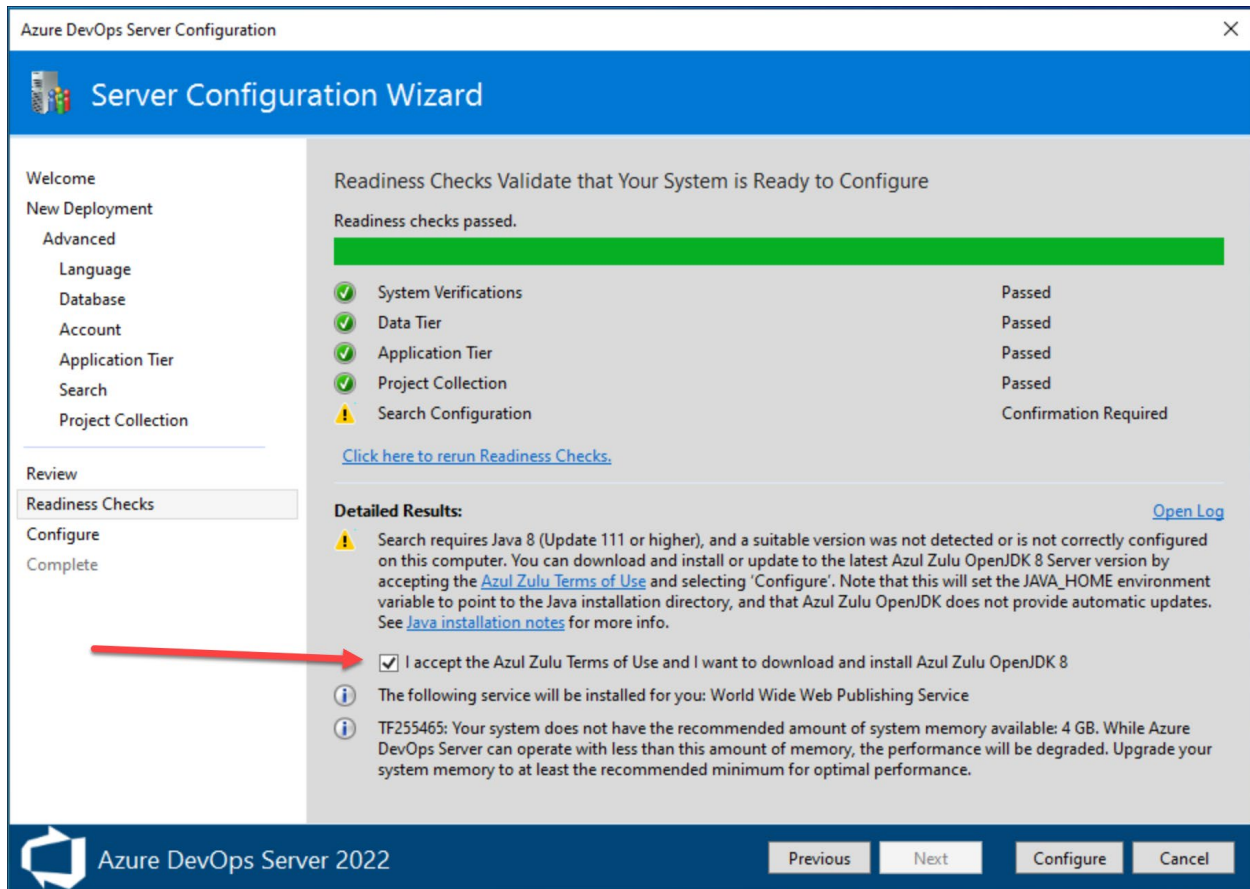 Azure DevOps Server Configuration
Server Configuration Wizard
Welcome
New Deployment
Advanced
Language
Database
Account
Application Tier
Search
Project Collection
Review
Readiness Checks
Configure
Complete
Readiness Checks Validate that Your System is Ready to Configure
Readiness checks passed.
System Verifications Passed
Data Tier Passed
Application Tier Passed
Project Collection Passed
Search Configuration Confirmation Required
Click here to rerun Readiness Checks.
Detailed Results: Open Log
Search requires Java 8 (Update 111 or higher), and a suitable version was not detected or is not correctly configured
on this computer. You can download and install or update to the latest Azul Zulu OpenJDK 8 Server version by
accepting the Azul Zulu Terms of Use and selecting 'Configure'. Note that this will set the JAVA_HOME environment
variable to point to the Java installation directory, and that Azul Zulu OpenJDK does not provide automatic updates.
See Java installation notes for more info.
I accept the Azul Zulu Terms of Use and I want to download and install Azul Zulu OpenJDK 8
The following service will be installed for you: World Wide Web Publishing Service
TF255465: Your system does not have the recommended amount of system memory available: 4 GB. While Azure
DevOps Server can operate with less than this amount of memory, the performance will be degraded. Upgrade your
system memory to at least the recommended minimum for optimal performance.
Azure DevOps Server 2022
Previous Next Configure Cancel